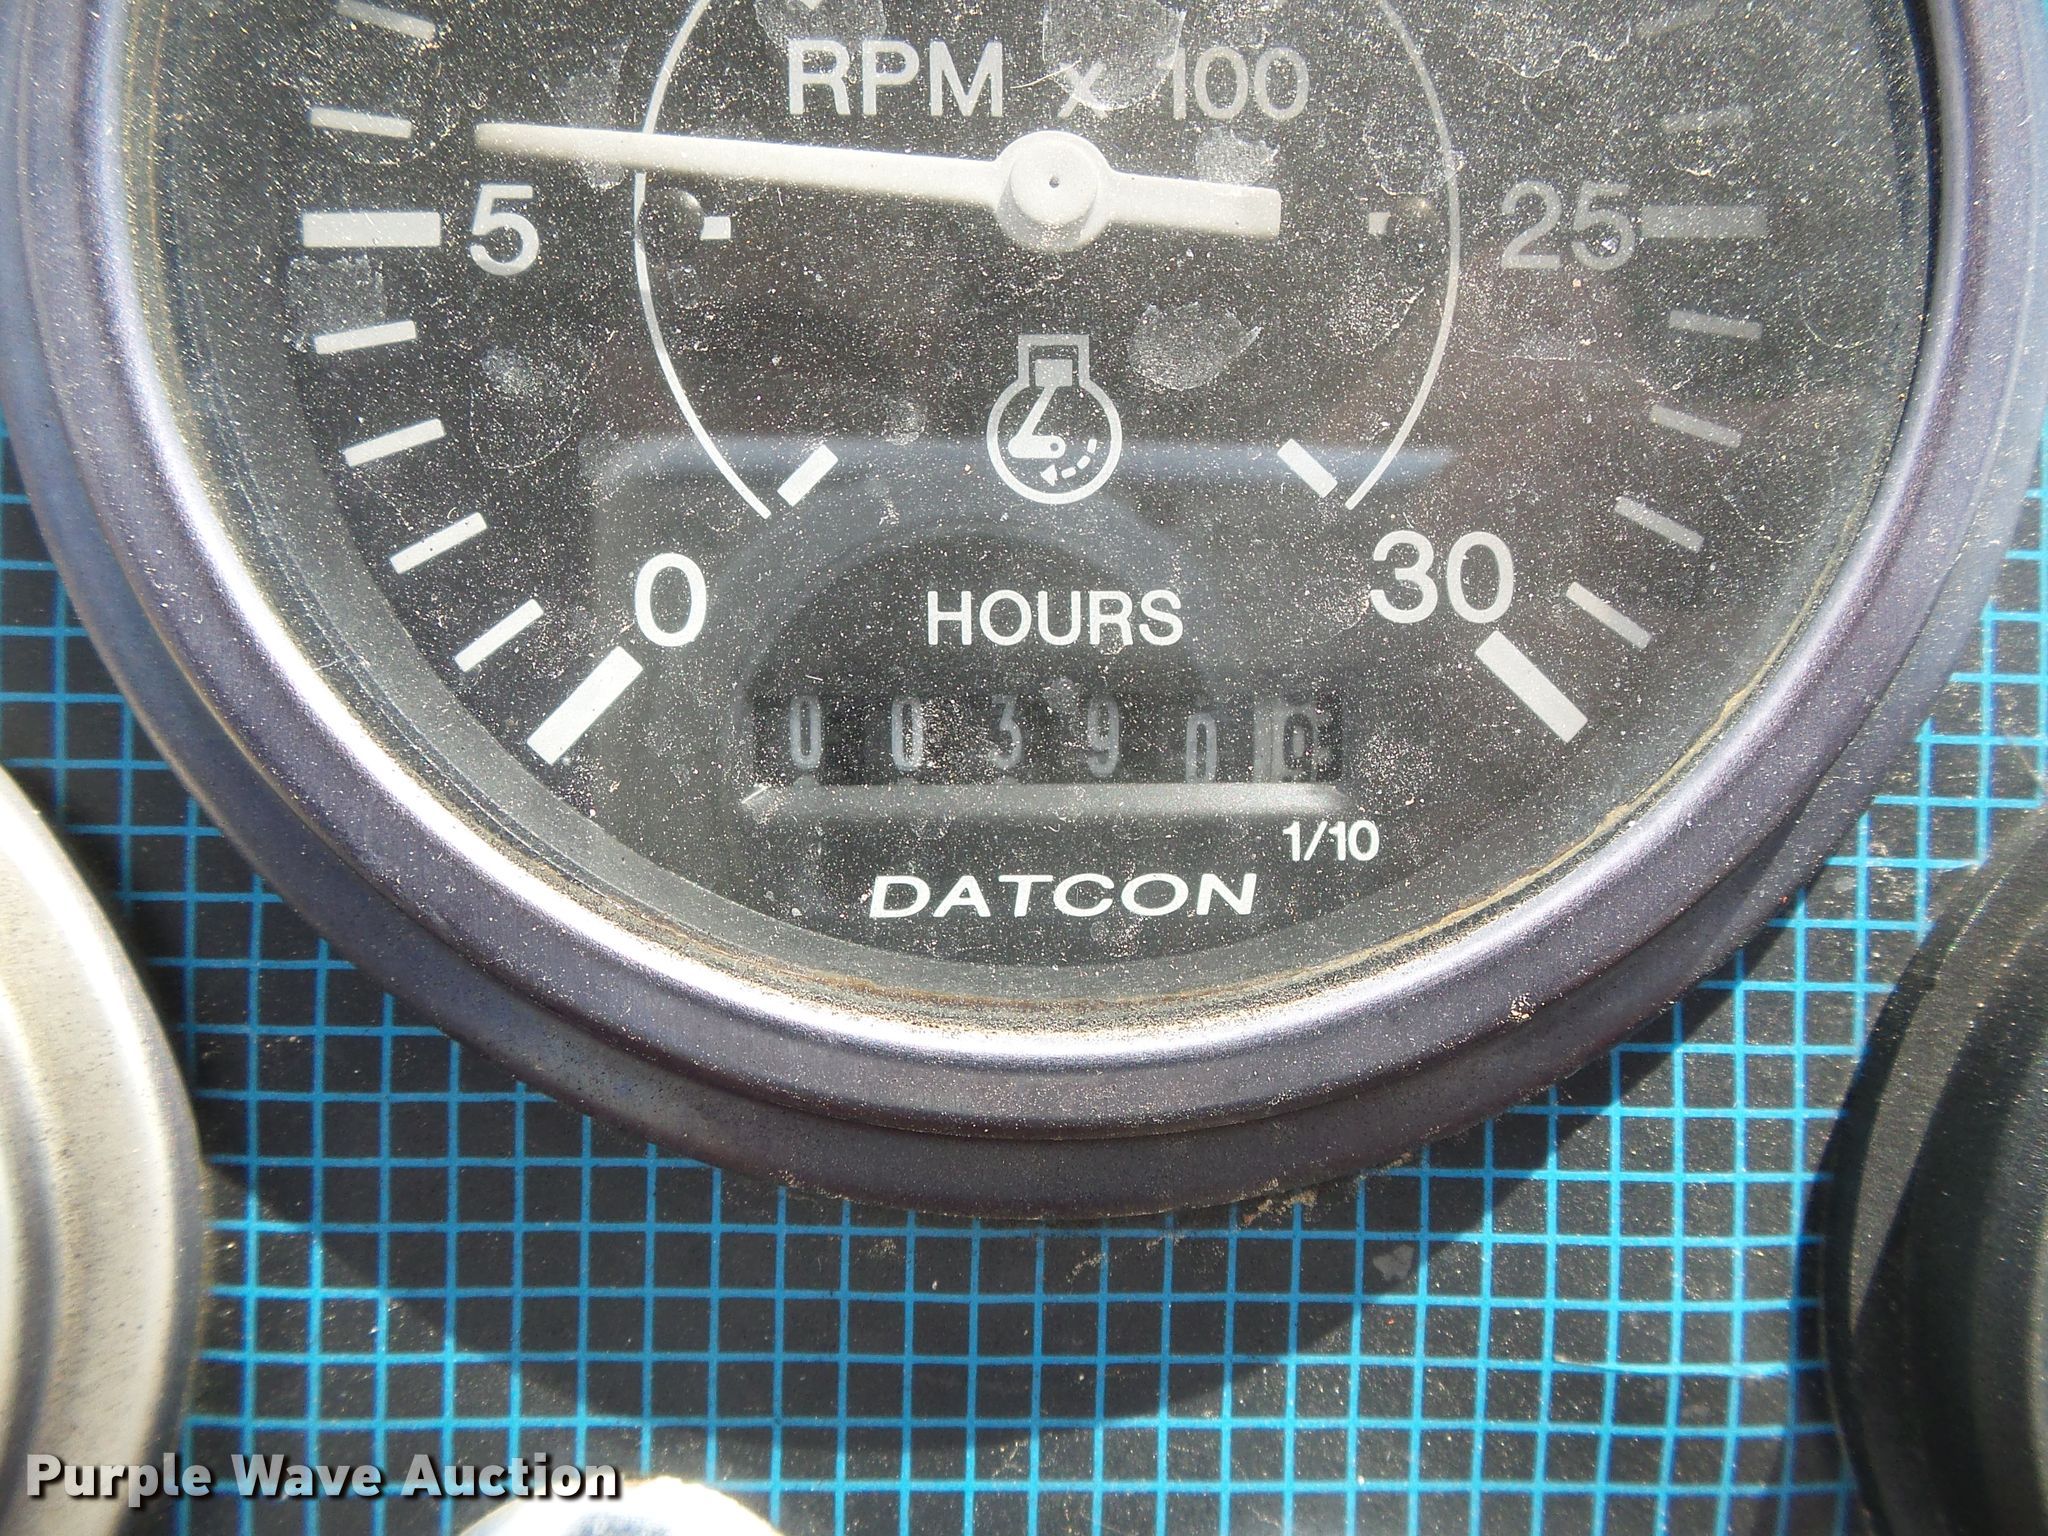 RPM x 100
5
25
0
30
HOURS
0 0 3 9 0
1/10
DATCON
Purple Wave Auction